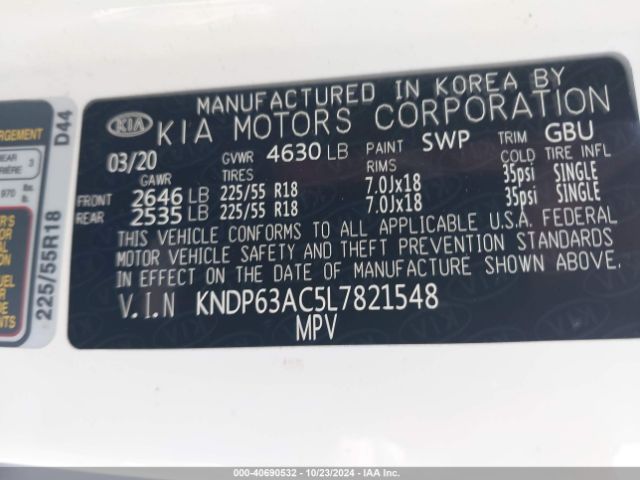 MANUFACTURED IN KOREA BY
KIA KIA MOTORS CORPORATION
03/20 GVWR 4630 LB PAINT SWP TRIM GBU
GAWR TIRES RIMS COLD TIRE INFL
FRONT 2646 LB 225/55 R18 7.0Jx18 35psi SINGLE
REAR 2535 LB 225/55 R18 7.0Jx18 35psi SINGLE
THIS VEHICLE CONFORMS TO ALL APPLICABLE U.S.A. FEDERAL
MOTOR VEHICLE SAFETY AND THEFT PREVENTION STANDARDS
IN EFFECT ON THE DATE OF MANUFACTURE SHOWN ABOVE.
V.I.N KNDP63AC5L7821548
MPV
D44
225/55R18
3
970
Stock - 40690532 - 10/23/2024 - IAA Inc.